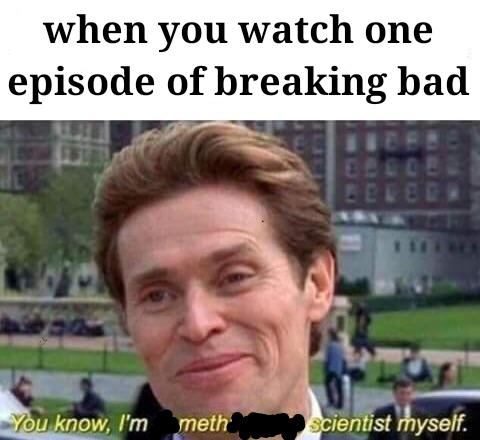 when you watch one
episode of breaking bad
You know, I'm meth scientist myself.